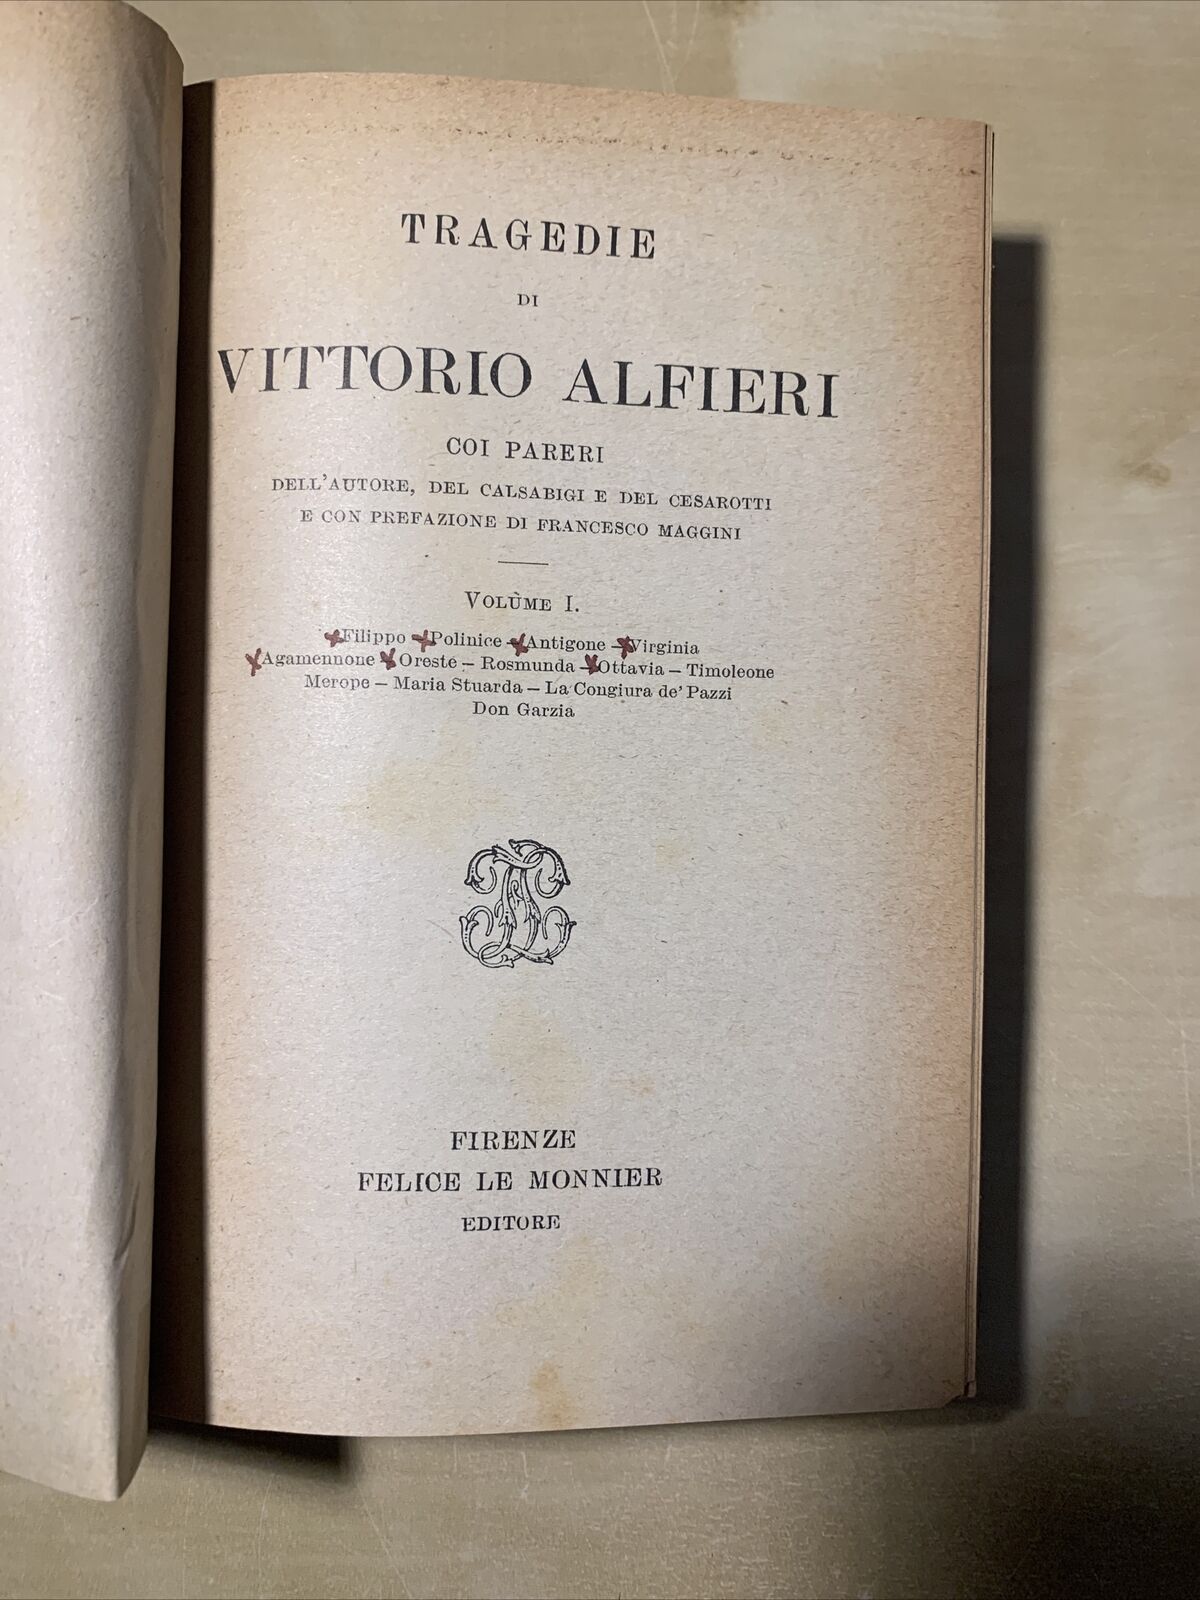 TRAGEDIE
DI
VITTORIO ALFIERI
COI PARERI
DELL'AUTORE, DEL CALSABIGI E DEL CESAROTTI
E CON PREFAZIONE DI FRANCESCO MAGGINI
VOLUME I.
Filippo – Polinice – Antigone – Virginia
Agamennone – Oreste – Rosmunda – Ottavia – Timoleone
Merope – Maria Stuarda – La Congiura de' Pazzi
Don Garzia
FIRENZE
FELICE LE MONNIER
EDITORE